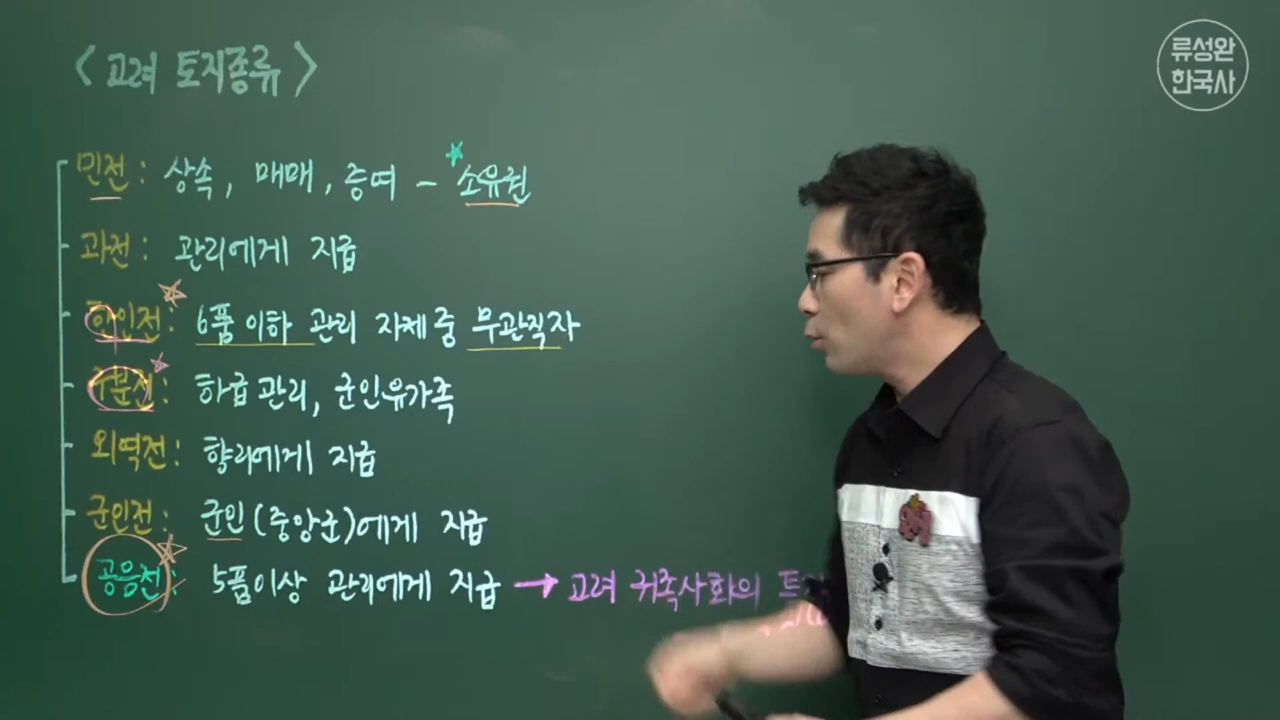 <고려 토지종류>
류성완
한국사
민전 : 상속, 매매, 증여 - 소유권
과전 : 관리에게 지급
한인전 : 6품 이하 관리 자제 중 무관직자
구분전 : 하급 관리, 군인유가족
외역전 : 향리에게 지급
군인전 : 군인(중앙군)에게 지급
공음전 : 5품이상 관리에게 지급 → 고려 귀족사회의